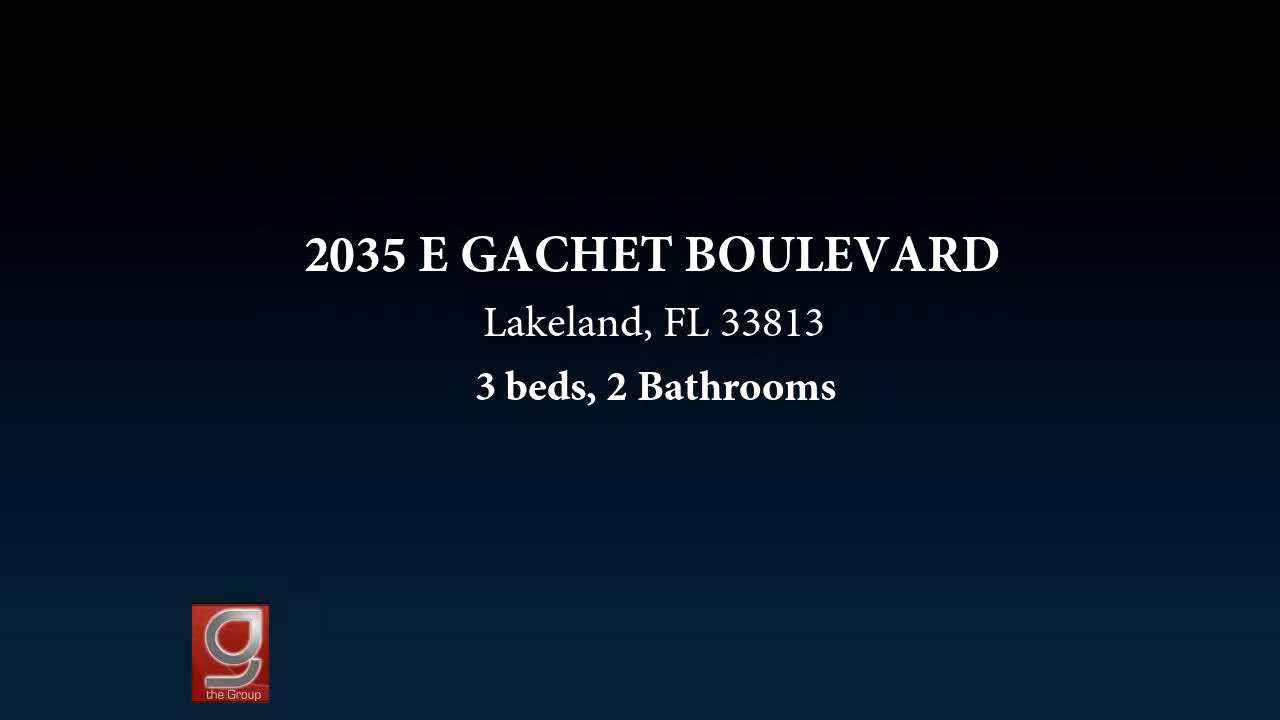 2035 E GACHET BOULEVARD
Lakeland, FL 33813
3 beds, 2 Bathrooms
g
the Group